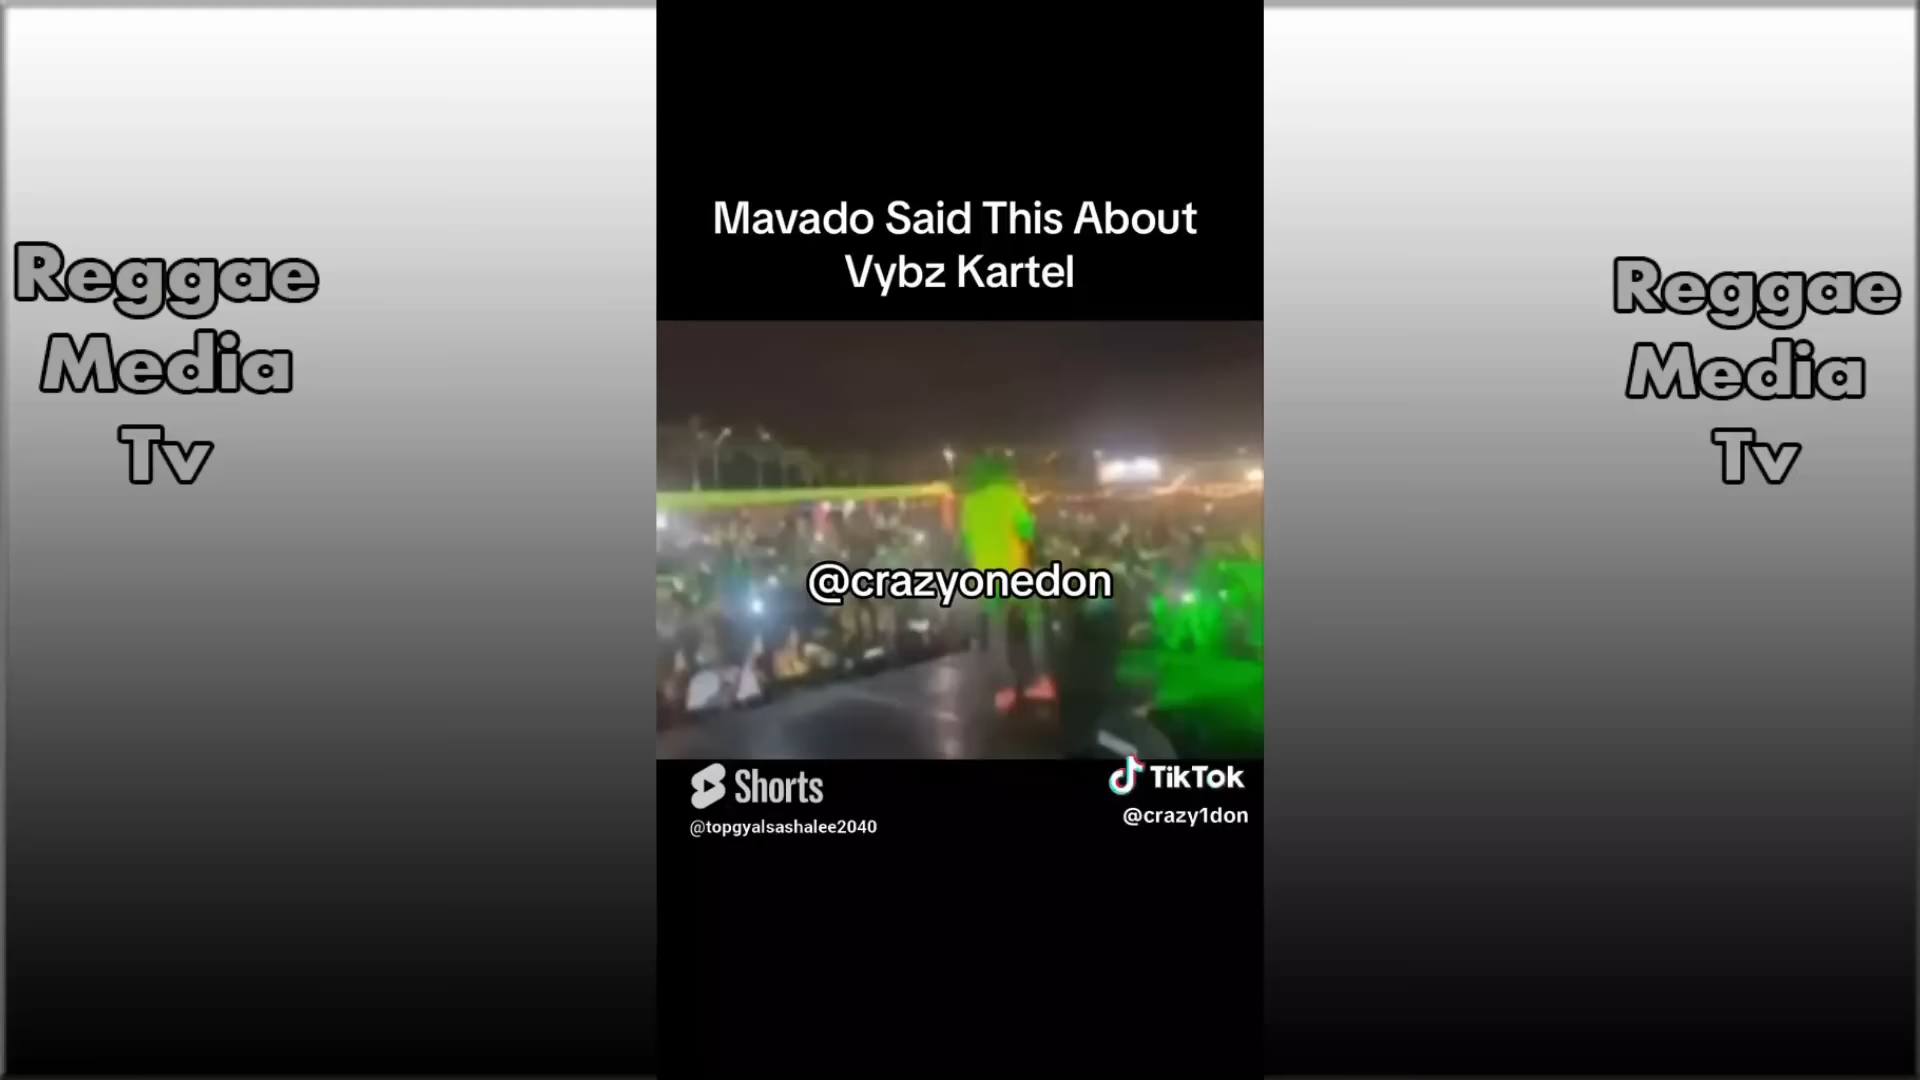 Reggae
Media
Tv
Mavado Said This About
Vybz Kartel
@crazyonedon
Shorts
@topgyalsashalee2040
TikTok
@crazy1don
Reggae
Media
Tv